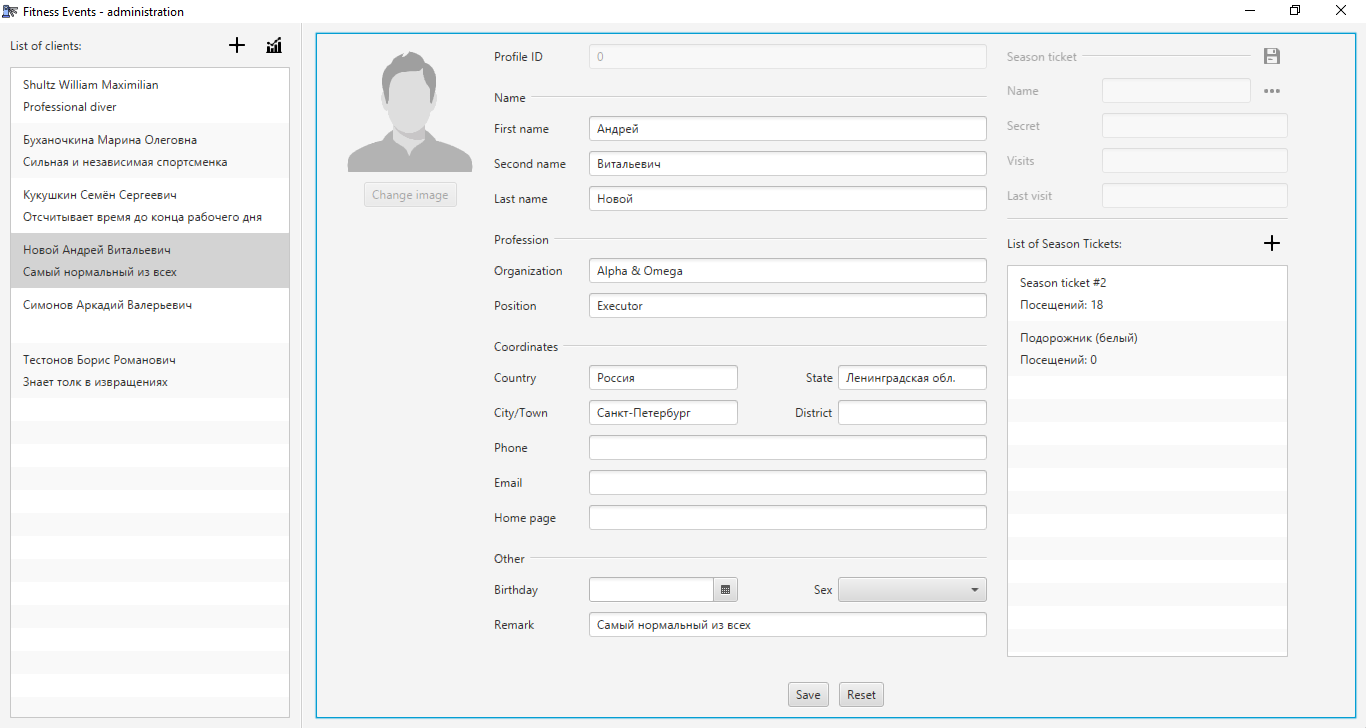 Fitness Events - administration
List of clients:
Shultz William Maximilian
Professional diver
Буханочкина Марина Олеговна
Сильная и независимая спортсменка
Кукушкин Семён Сергеевич
Отсчитывает время до конца рабочего дня
Новой Андрей Витальевич
Самый нормальный из всех
Симонов Аркадий Валерьевич
Тестонов Борис Романович
Знает толк в извращениях
Change image
Profile ID 0
Name
First name Андрей
Second name Витальевич
Last name Новой
Profession
Organization Alpha & Omega
Position Executor
Coordinates
Country Россия State Ленинградская обл.
City/Town Санкт-Петербург District
Phone
Email
Home page
Other
Birthday Sex
Remark Самый нормальный из всех
Save Reset
Season ticket
Name
Secret
Visits
Last visit
List of Season Tickets:
Season ticket #2
Посещений: 18
Подорожник (белый)
Посещений: 0